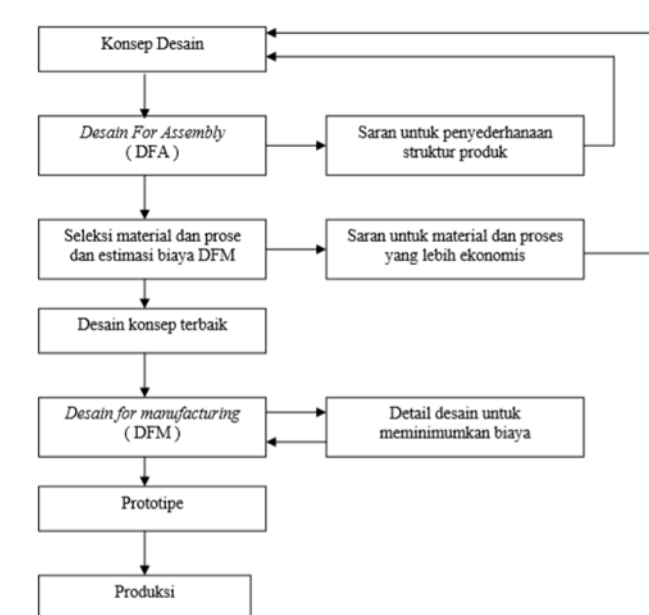 Konsep Desain
Desain For Assembly
( DFA )
Saran untuk penyederhanaan
struktur produk
Seleksi material dan prose
dan estimasi biaya DFM
Saran untuk material dan proses
yang lebih ekonomis
Desain konsep terbaik
Desain for manufacturing
( DFM )
Detail desain untuk
meminimumkan biaya
Prototipe
Produksi